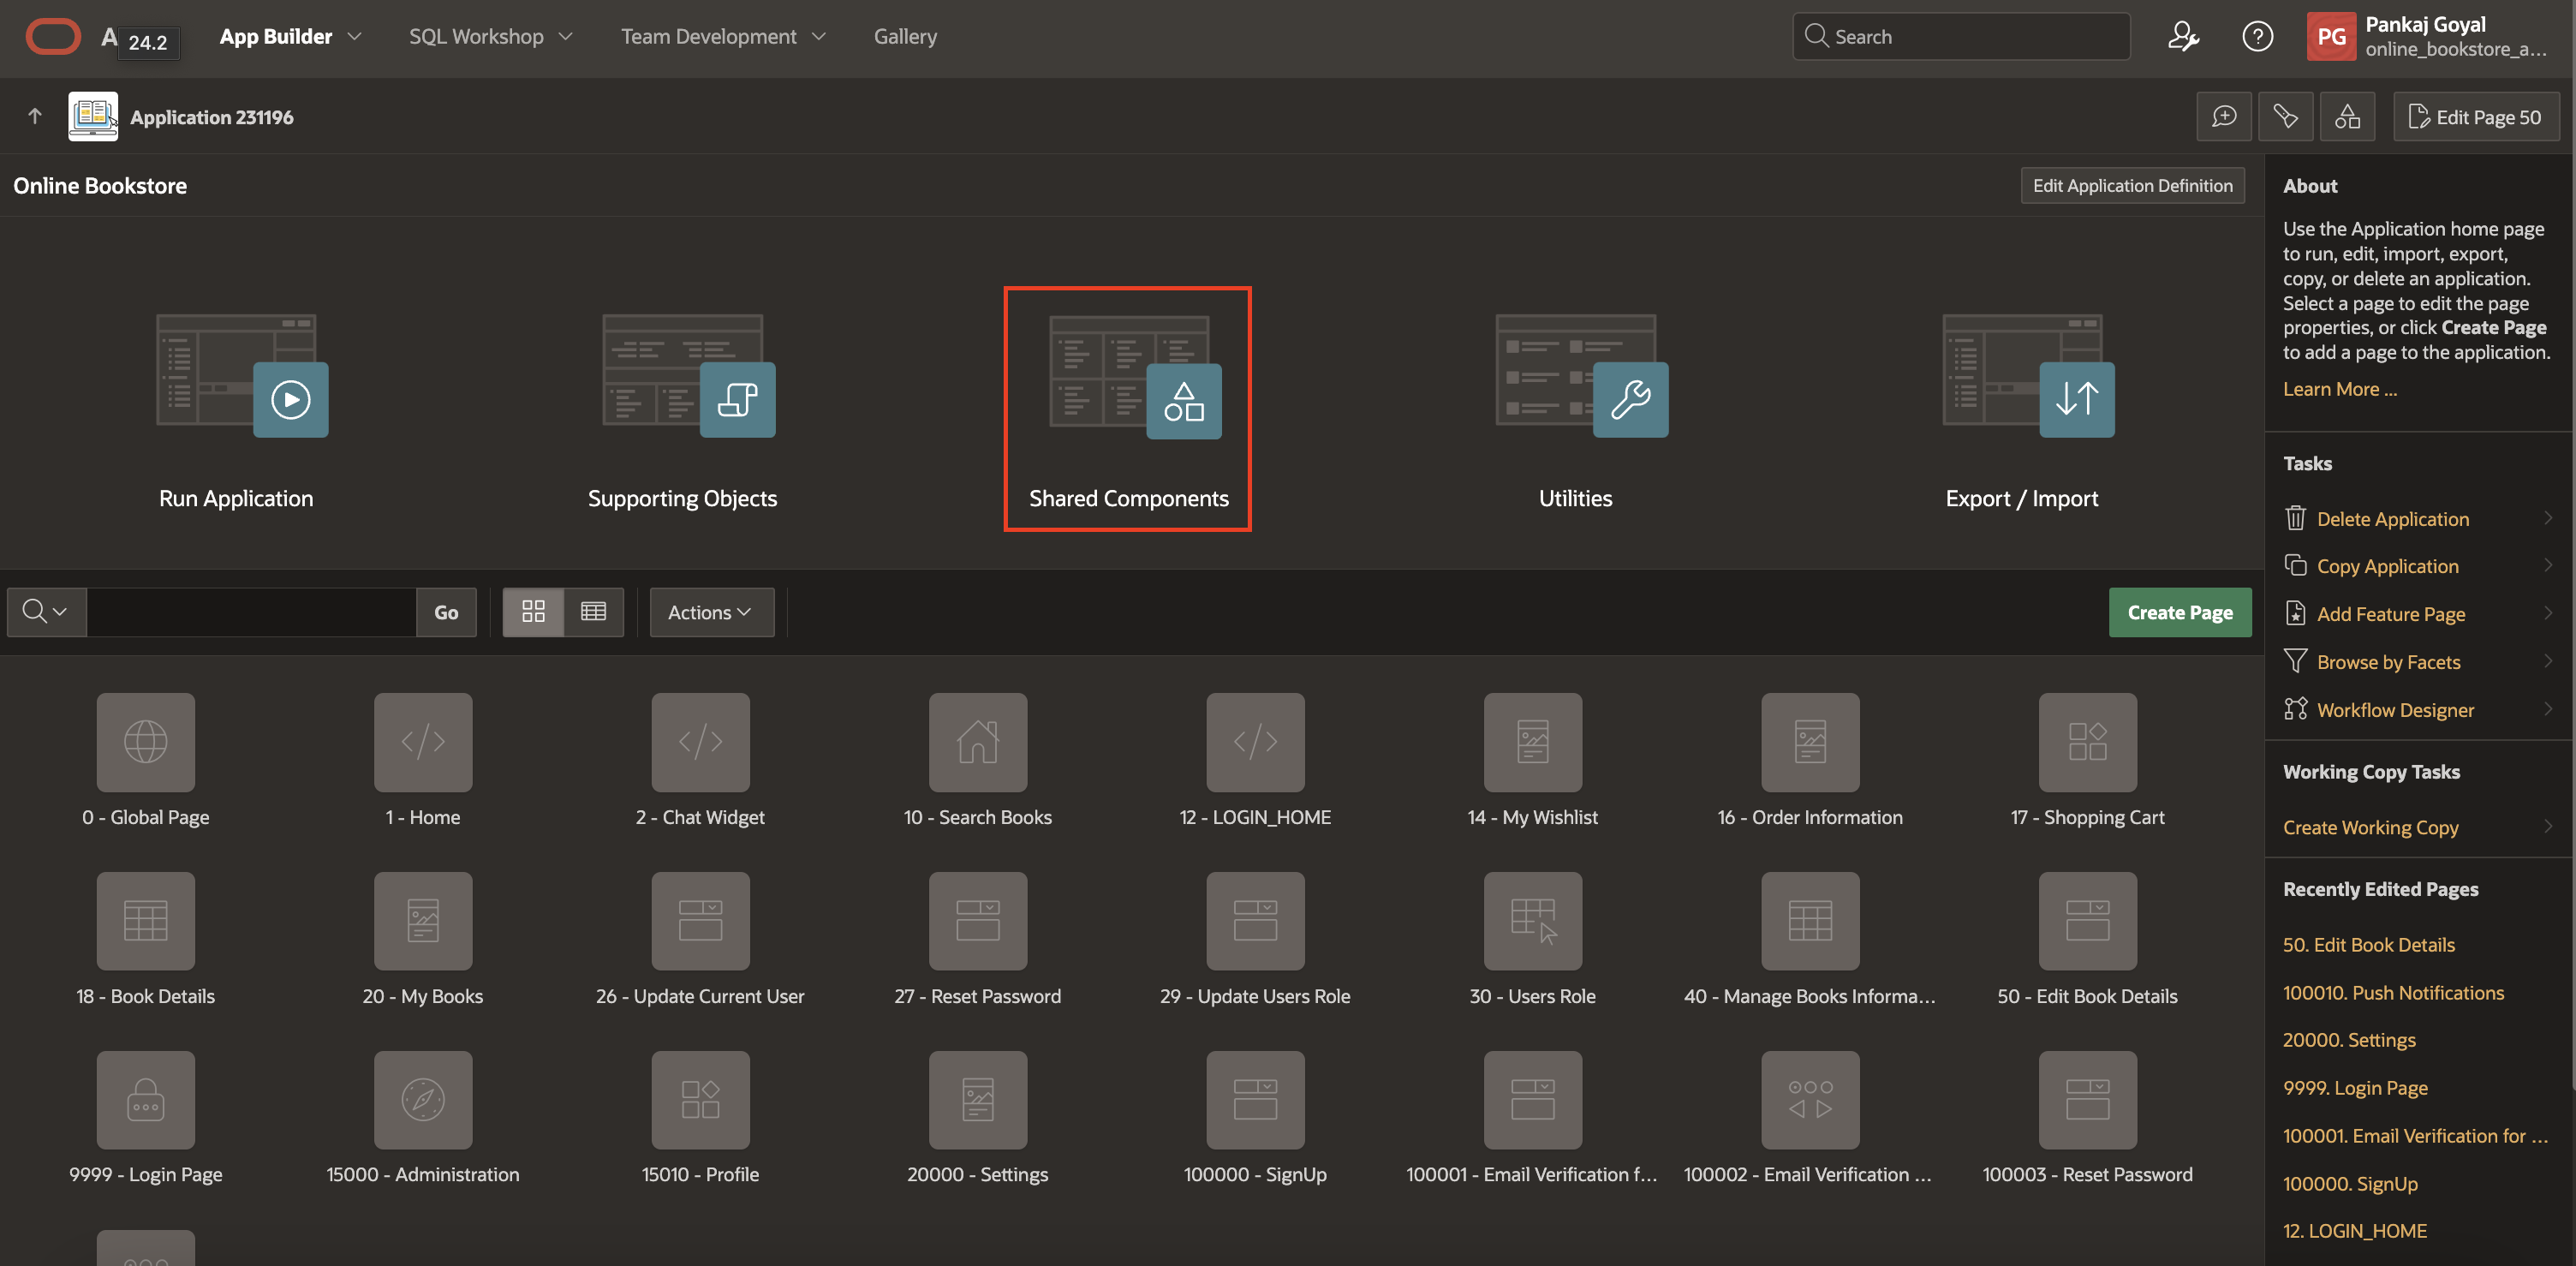 A
24.2
App Builder
SQL Workshop
Team Development
Gallery
Search
PG
Pankaj Goyal
online_bookstore_a...
Application 231196
Edit Page 50
Online Bookstore
Edit Application Definition
Run Application
Supporting Objects
Shared Components
Utilities
Export / Import
Go
Actions
Create Page
0 - Global Page
1 - Home
2 - Chat Widget
10 - Search Books
12 - LOGIN_HOME
14 - My Wishlist
16 - Order Information
17 - Shopping Cart
18 - Book Details
20 - My Books
26 - Update Current User
27 - Reset Password
29 - Update Users Role
30 - Users Role
40 - Manage Books Informa...
50 - Edit Book Details
9999 - Login Page
15000 - Administration
15010 - Profile
20000 - Settings
100000 - SignUp
100001 - Email Verification f...
100002 - Email Verification ...
100003 - Reset Password
About
Use the Application home page
to run, edit, import, export,
copy, or delete an application.
Select a page to edit the page
properties, or click Create Page
to add a page to the application.
Learn More ...
Tasks
Delete Application
Copy Application
Add Feature Page
Browse by Facets
Workflow Designer
Working Copy Tasks
Create Working Copy
Recently Edited Pages
50. Edit Book Details
100010. Push Notifications
20000. Settings
9999. Login Page
100001. Email Verification for ...
100000. SignUp
12. LOGIN_HOME